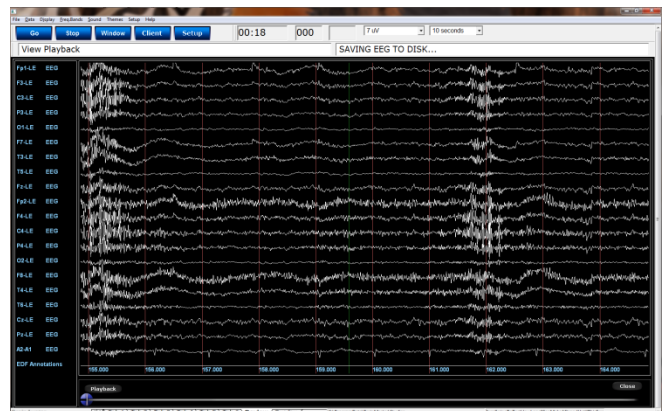 File Data Display Freq.Bands Sound Themes Setup Help
Go Stop Window Client Setup 00:18 000 7 uV 10 seconds
View Playback SAVING EEG TO DISK...
Fp1-LE EEG
F3-LE EEG
C3-LE EEG
P3-LE EEG
O1-LE EEG
F7-LE EEG
T3-LE EEG
T5-LE EEG
Fz-LE EEG
Fp2-LE EEG
F4-LE EEG
C4-LE EEG
P4-LE EEG
O2-LE EEG
F8-LE EEG
T4-LE EEG
T6-LE EEG
Cz-LE EEG
Pz-LE EEG
A2-A1 EEG
EDF Annotations
155.000 156.000 157.000 158.000 159.000 160.000 161.000 162.000 163.000 164.000
Playback Close